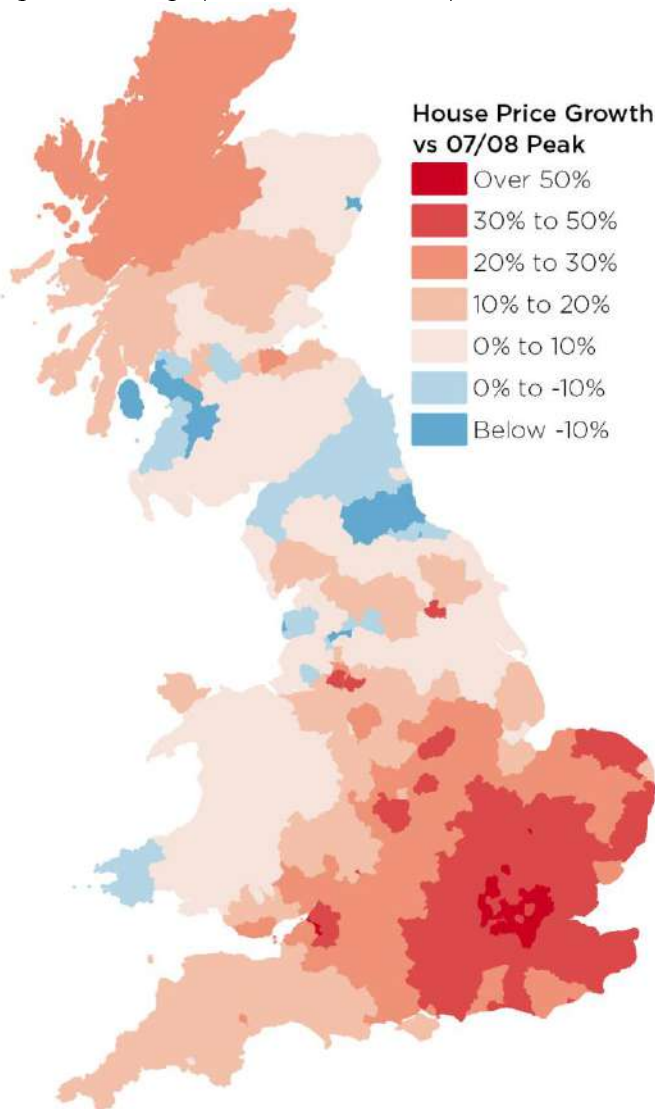 House Price Growth
vs 07/08 Peak
Over 50%
30% to 50%
20% to 30%
10% to 20%
0% to 10%
0% to -10%
Below -10%